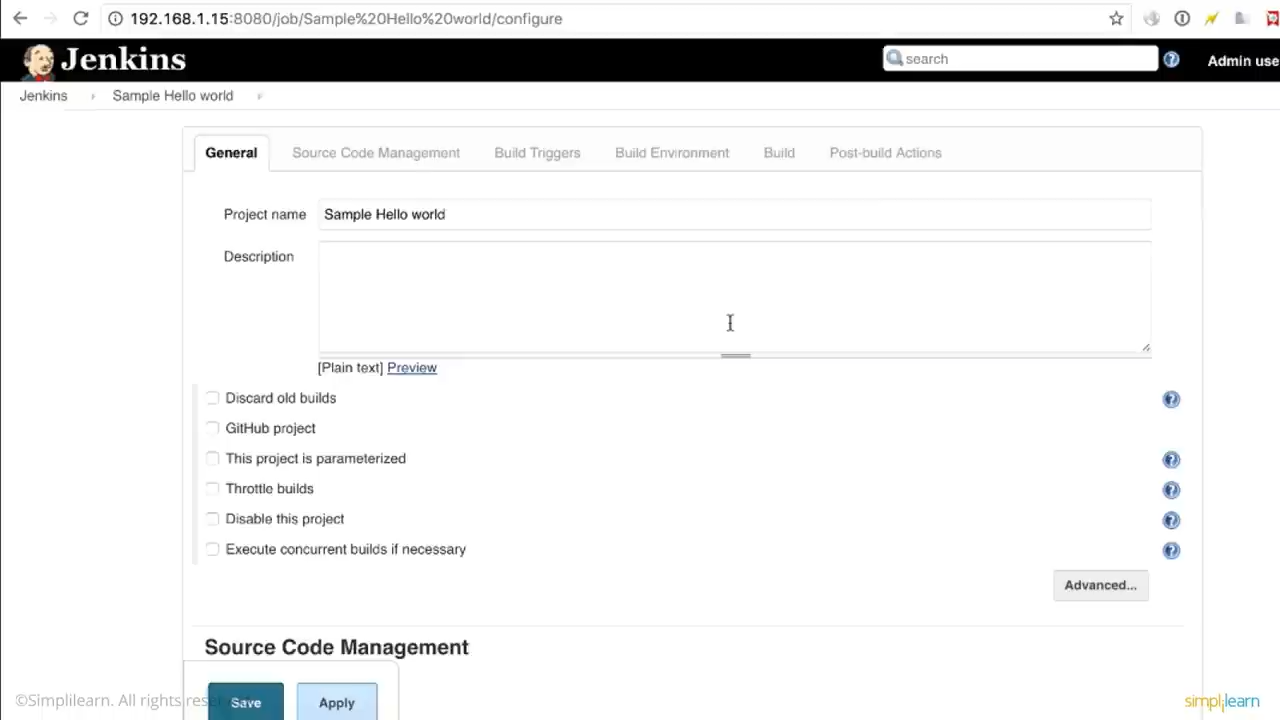 192.168.1.15:8080/job/Sample%20Hello%20world/configure
Jenkins
search
Admin use
Jenkins
Sample Hello world
General
Source Code Management
Build Triggers
Build Environment
Build
Post-build Actions
Project name
Sample Hello world
Description
[Plain text] Preview
Discard old builds
GitHub project
This project is parameterized
Throttle builds
Disable this project
Execute concurrent builds if necessary
Advanced...
Source Code Management
Save
Apply
©Simplilearn. All rights rese
simplilearn